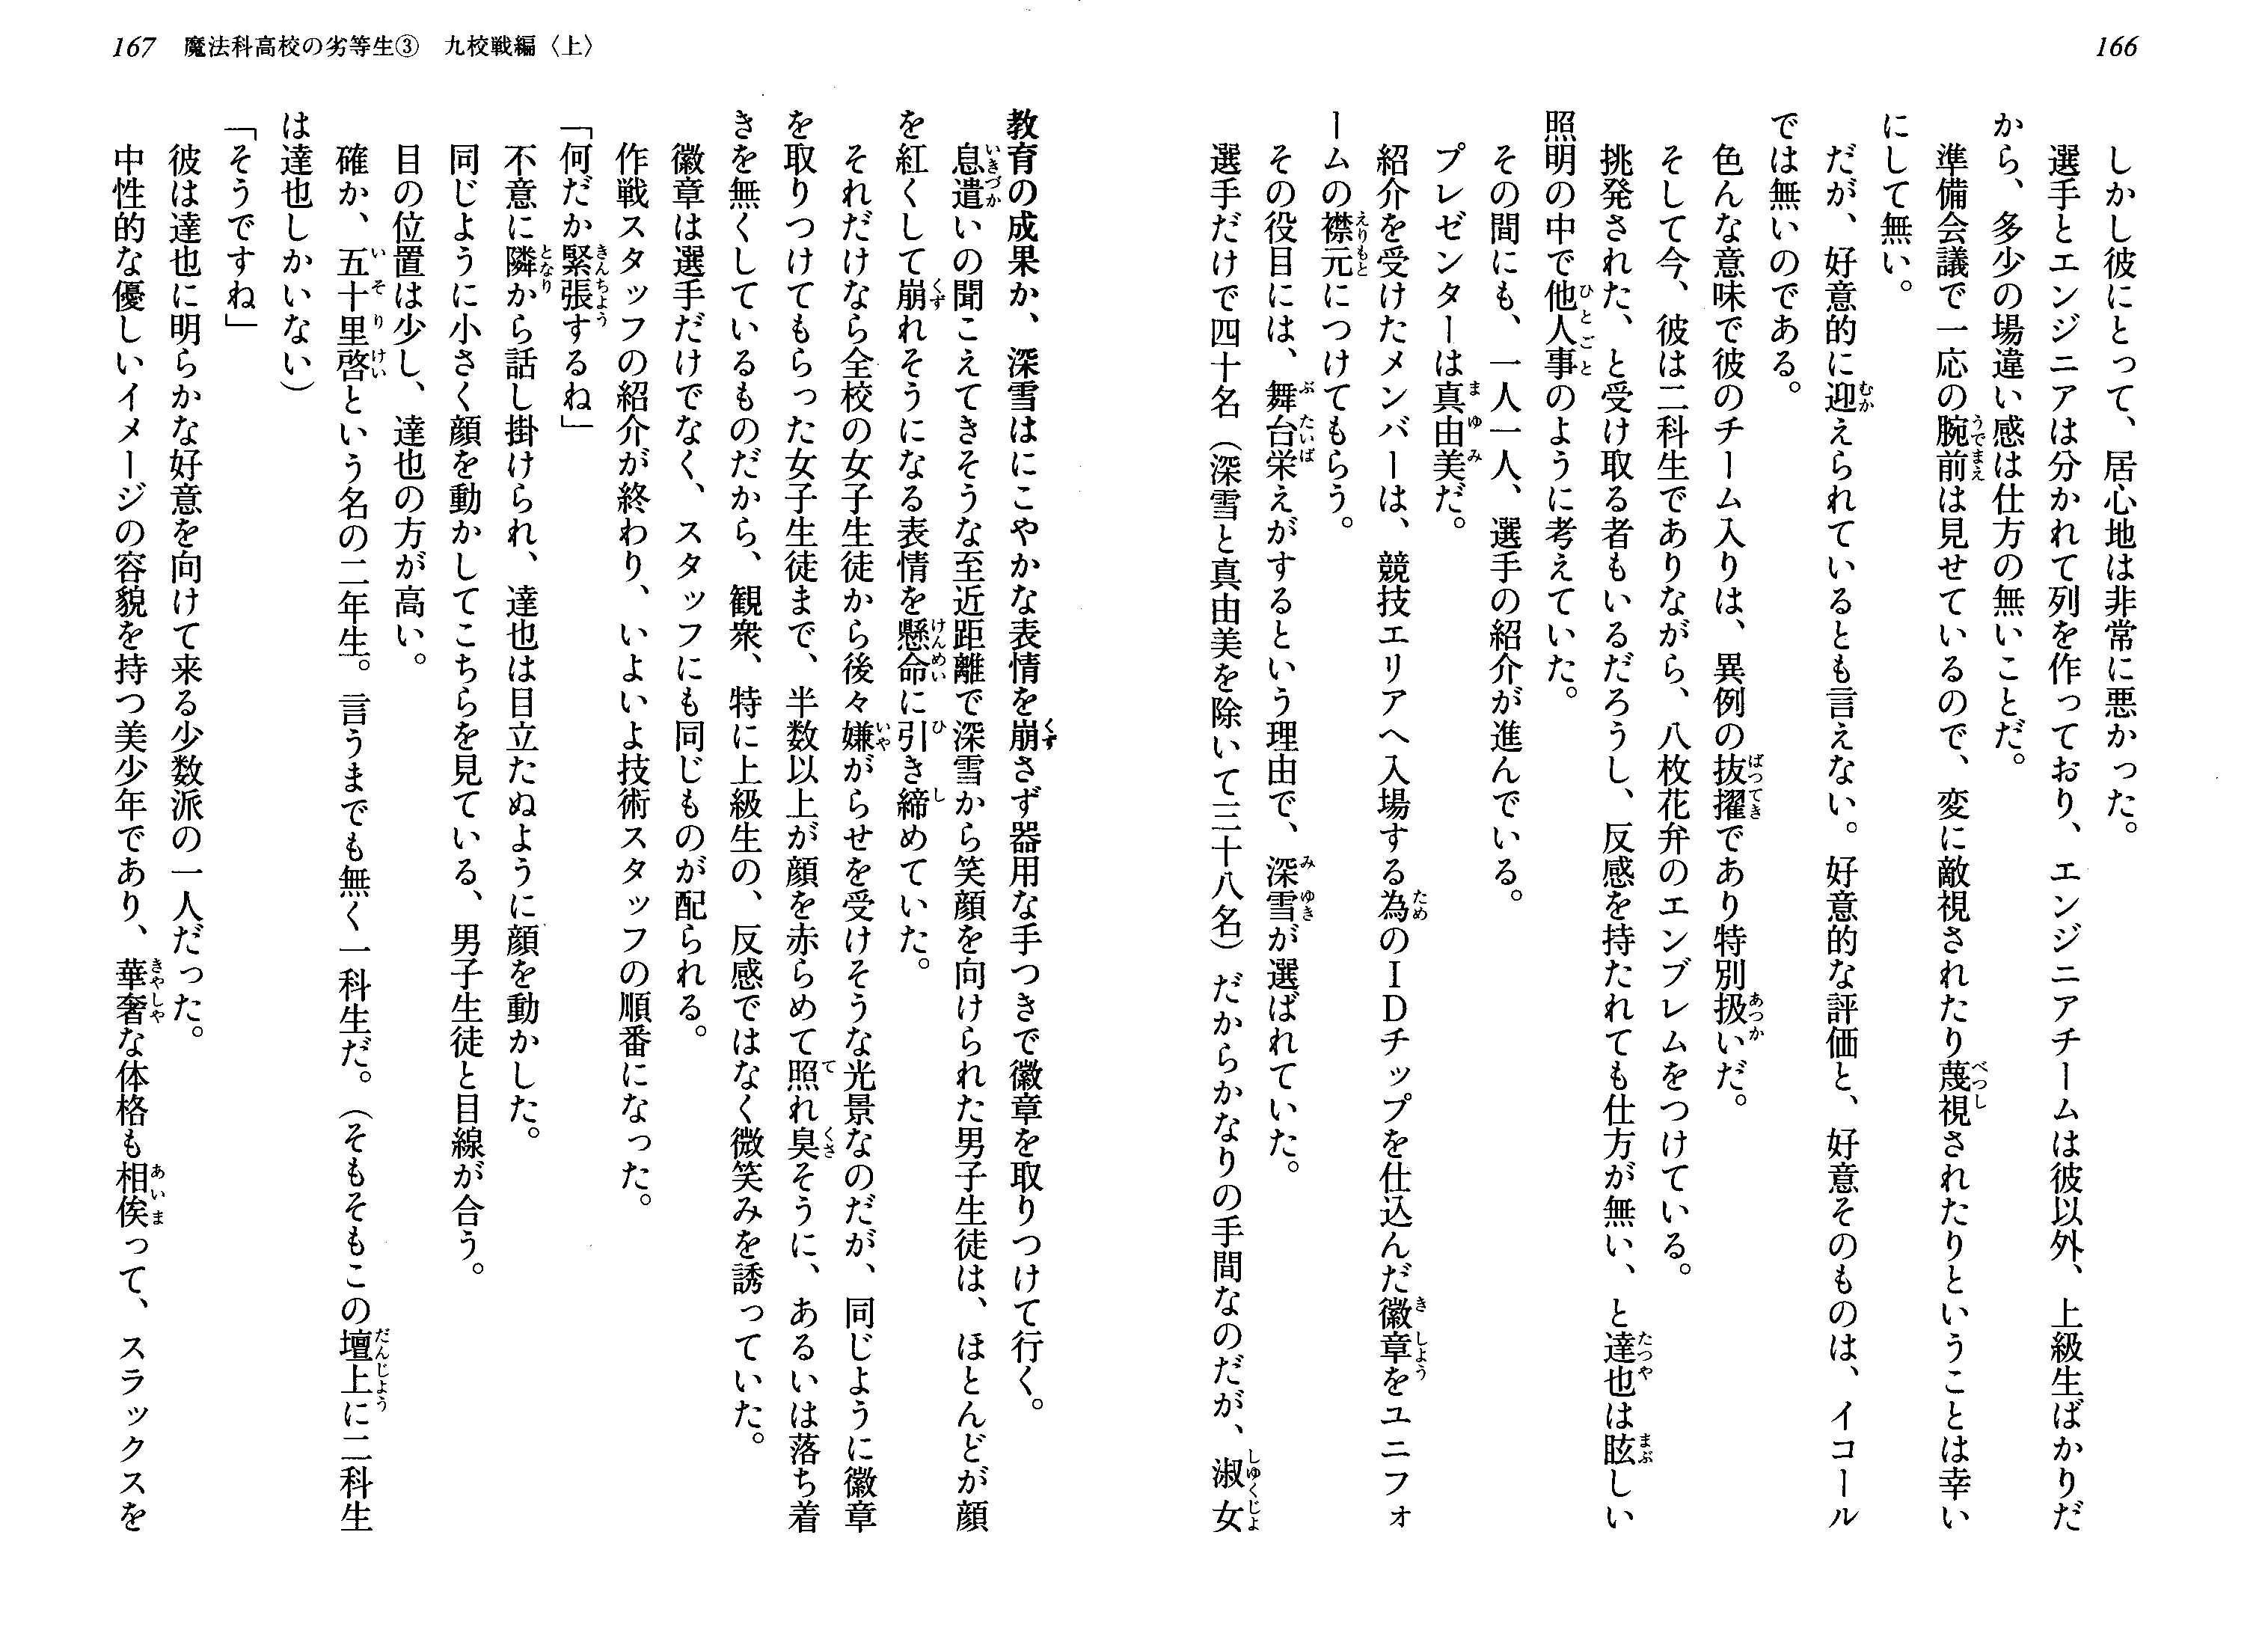 166
しかし彼にとって、居心地は非常に悪かった。
選手とエンジニアは分かれて列を作っており、エンジニアチームは彼以外、上級生ばかりだ
から、多少の場違い感は仕方の無いことだ。
準備会議で一応の腕前は見せているので、変に敵視されたり蔑視されたりということは幸い
にして無い。
だが、好意的に迎えられているとも言えない。好意的な評価と、好意そのものは、イコール
では無いのである。
色んな意味で彼のチーム入りは、異例の抜擢であり特別扱いだ。
そして今、彼は二科生でありながら、八枚花弁のエンブレムをつけている。
挑発された、と受け取る者もいるだろうし、反感を持たれても仕方が無い、と達也は眩しい
照明の中で他人事のように考えていた。
その間にも、一人一人、選手の紹介が進んでいる。
プレゼンターは真由美だ。
紹介を受けたメンバーは、競技エリアへ入場する為のIDチップを仕込んだ徽章をユニフォ
ームの襟元につけてもらう。
その役目には、舞台栄えがするという理由で、深雪が選ばれていた。
選手だけで四十名（深雪と真由美を除いて三十八名）だからかなりの手間なのだが、淑女
167 魔法科高校の劣等生③ 九校戦編〈上〉
教育の成果か、深雪はにこやかな表情を崩さず器用な手つきで徽章を取りつけて行く。
息遣いの聞こえてきそうな至近距離で深雪から笑顔を向けられた男子生徒は、ほとんどが顔
を紅くして崩れそうになる表情を懸命に引き締めていた。
それだけなら全校の女子生徒から後々嫌がらせを受けそうな光景なのだが、同じように徽章
を取りつけてもらった女子生徒まで、半数以上が顔を赤らめて照れ臭そうに、あるいは落ち着
きを無くしているものだから、観衆、特に上級生の、反感ではなく微笑みを誘っていた。
徽章は選手だけでなく、スタッフにも同じものが配られる。
作戦スタッフの紹介が終わり、いよいよ技術スタッフの順番になった。
「何だか緊張するね」
不意に隣から話し掛けられ、達也は目立たぬように顔を動かした。
同じように小さく顔を動かしてこちらを見ている、男子生徒と目線が合う。
目の位置は少し、達也の方が高い。
確か、五十里啓という名の二年生。言うまでも無く一科生だ。（そもそもこの壇上に二科生
は達也しかいない）
「そうですね」
彼は達也に明らかな好意を向けて来る少数派の一人だった。
中性的な優しいイメージの容貌を持つ美少年であり、華奢な体格も相俟って、スラックスを